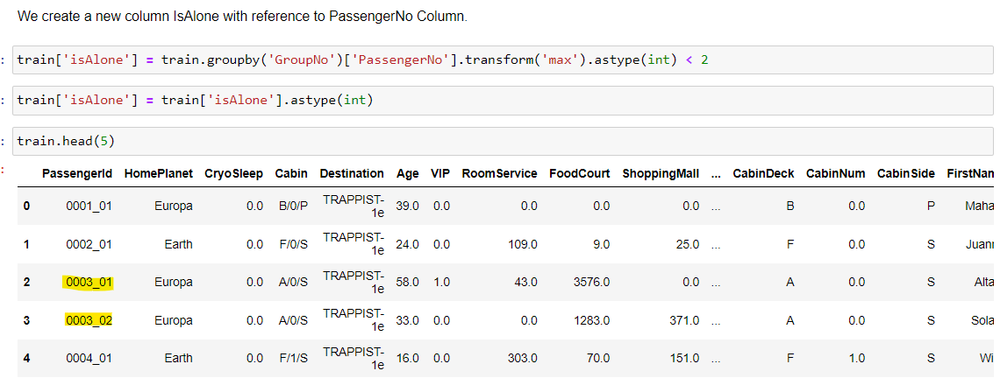 We create a new column IsAlone with reference to PassengerNo Column.
: train['isAlone'] = train.groupby('GroupNo')['PassengerNo'].transform('max').astype(int) < 2
: train['isAlone'] = train['isAlone'].astype(int)
: train.head(5)
:
PassengerId HomePlanet CryoSleep Cabin Destination Age VIP RoomService FoodCourt ShoppingMall ... CabinDeck CabinNum CabinSide FirstNan
0 0001_01 Europa 0.0 B/0/P TRAPPIST-1e 39.0 0.0 0.0 0.0 0.0 ... B 0.0 P Maha
1 0002_01 Earth 0.0 F/0/S TRAPPIST-1e 24.0 0.0 109.0 9.0 25.0 ... F 0.0 S Juanr
2 0003_01 Europa 0.0 A/0/S TRAPPIST-1e 58.0 1.0 43.0 3576.0 0.0 ... A 0.0 S Alta
3 0003_02 Europa 0.0 A/0/S TRAPPIST-1e 33.0 0.0 0.0 1283.0 371.0 ... A 0.0 S Sola
4 0004_01 Earth 0.0 F/1/S TRAPPIST-1e 16.0 0.0 303.0 70.0 151.0 ... F 1.0 S Wi